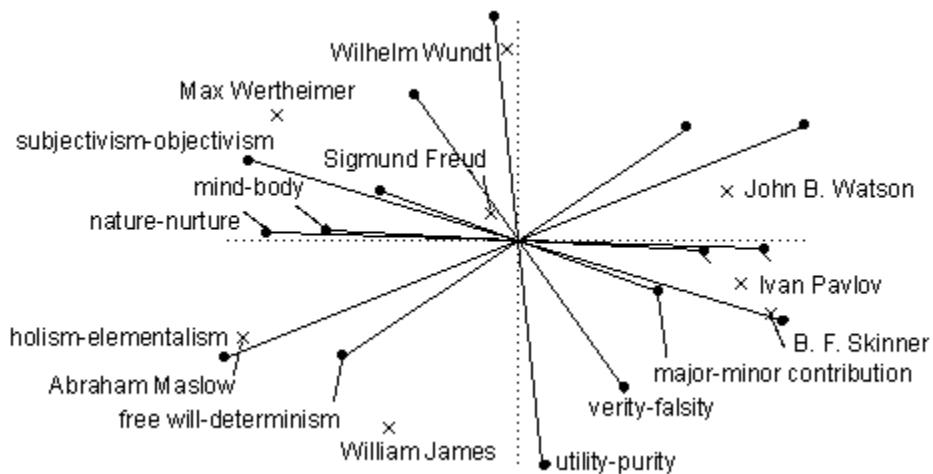 Wilhelm Wundt
Max Wertheimer
subjectivism-objectivism
Sigmund Freud
mind-body
John B. Watson
nature-nurture
Ivan Pavlov
holism-elementalism
B. F. Skinner
Abraham Maslow
major-minor contribution
free will-determinism
verity-falsity
William James
utility-purity